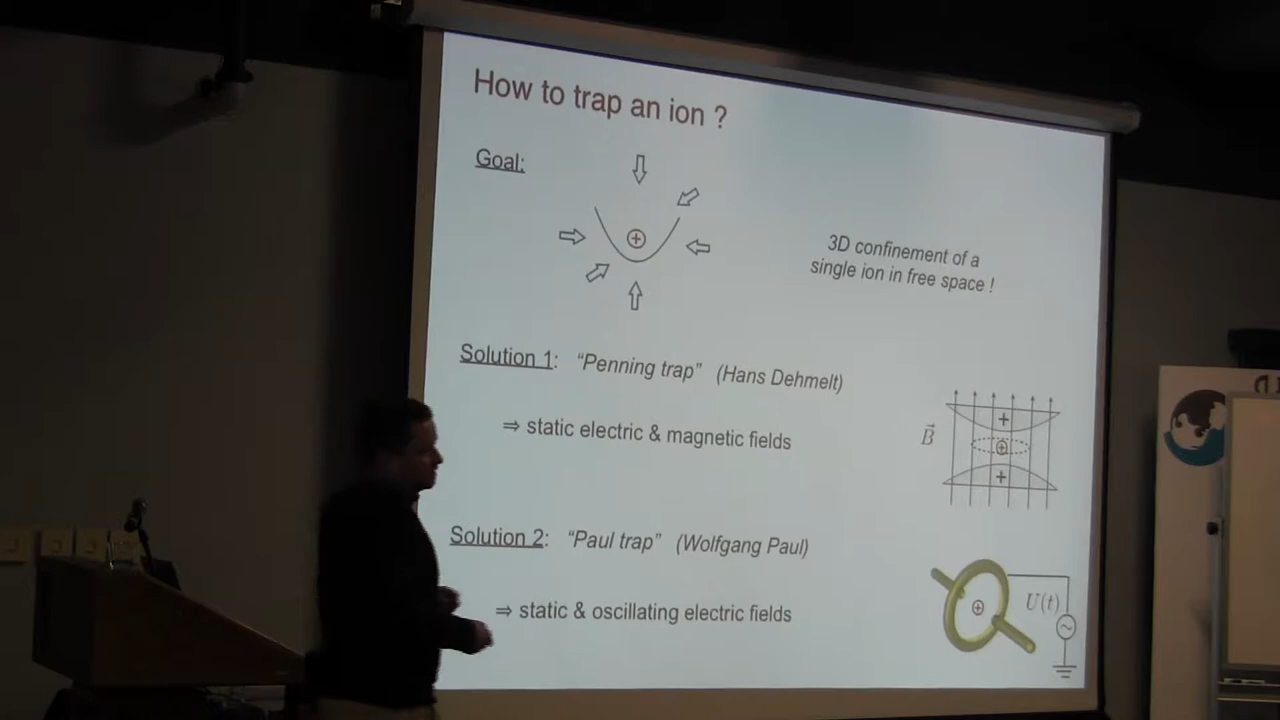 How to trap an ion ?
Goal:
3D confinement of a
single ion in free space !
Solution 1: “Penning trap” (Hans Dehmelt)
⇒ static electric & magnetic fields
B⃗
+
+
Solution 2: “Paul trap” (Wolfgang Paul)
⇒ static & oscillating electric fields
U(t)